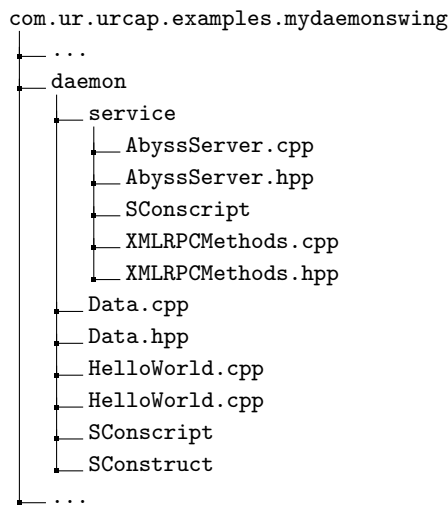 com.ur.urcap.examples.mydaemonswing
...
daemon
service
AbyssServer.cpp
AbyssServer.hpp
SConscript
XMLRPCMethods.cpp
XMLRPCMethods.hpp
Data.cpp
Data.hpp
HelloWorld.cpp
HelloWorld.cpp
SConscript
SConstruct
...